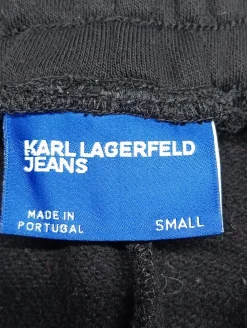 KARL LAGERFELD
JEANS
MADE IN
PORTUGAL
SMALL